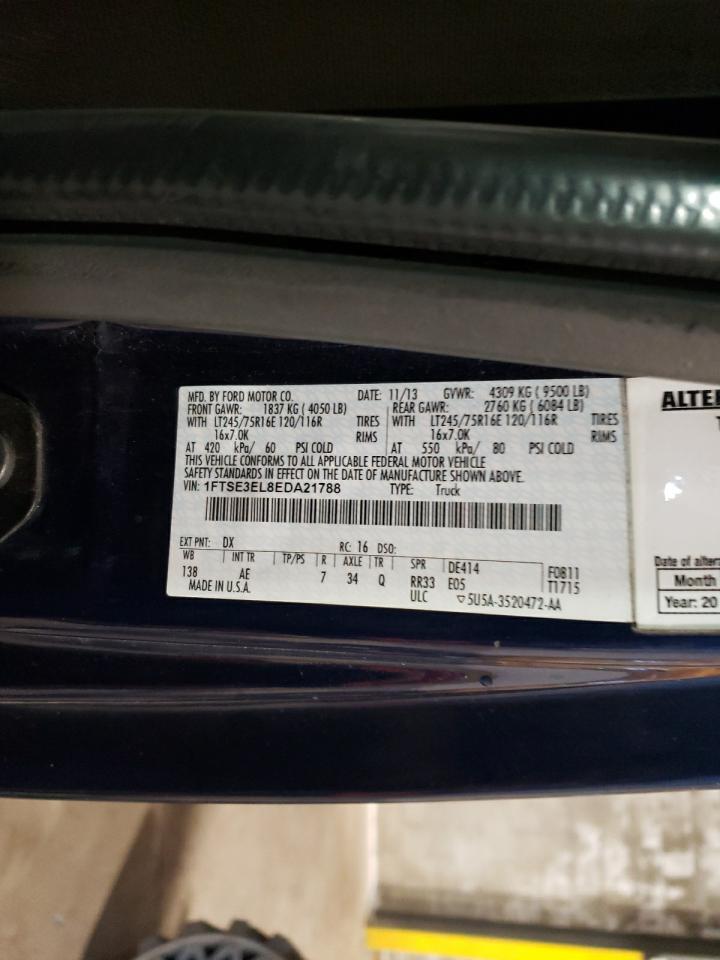 MFD. BY FORD MOTOR CO. DATE: 11/13 GVWR: 4309 KG ( 9500 LB)
FRONT GAWR: 1837 KG ( 4050 LB) REAR GAWR: 2760 KG ( 6084 LB)
WITH LT245/75R16E 120/116R TIRES WITH LT245/75R16E 120/116R TIRES
16x7.0K RIMS 16x7.0K RIMS
AT 420 kPa/ 60 PSI COLD AT 550 kPa/ 80 PSI COLD
THIS VEHICLE CONFORMS TO ALL APPLICABLE FEDERAL MOTOR VEHICLE
SAFETY STANDARDS IN EFFECT ON THE DATE OF MANUFACTURE SHOWN ABOVE.
VIN: 1FTSE3EL8EDA21788 TYPE: Truck
EXT PNT: DX RC: 16 DSO:
WB INT TR TP/PS R AXLE TR SPR DE414 F0811
138 AE 7 34 Q RR33 E05 T1715
MADE IN U.S.A. ULC ▽5U5A-3520472-AA
ALTE
Date of alter
Month
Year: 20